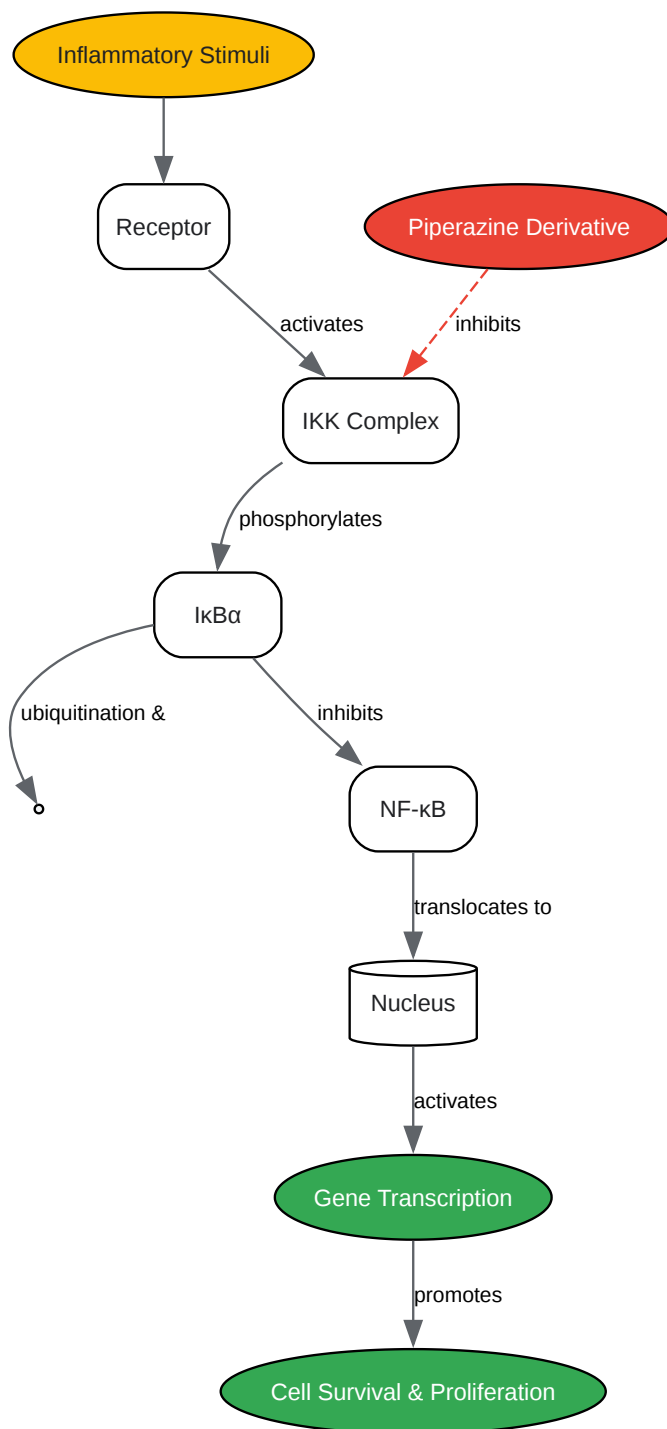 Inflammatory Stimuli
Receptor
Piperazine Derivative
activates
inhibits
IKK Complex
phosphorylates
IκBα
ubiquitination &
inhibits
NF-κB
translocates to
Nucleus
activates
Gene Transcription
promotes
Cell Survival & Proliferation